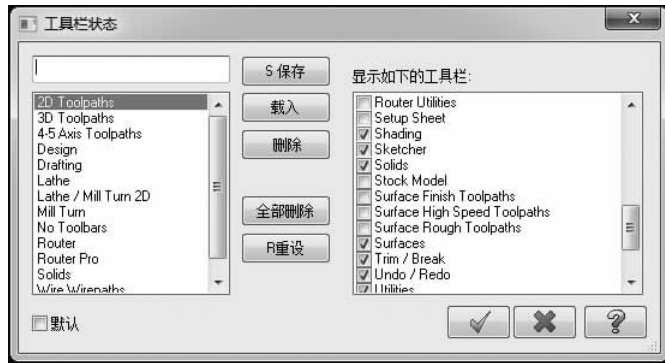 工具栏状态
S 保存
显示如下的工具栏:
2D Toolpaths
3D Toolpaths
4-5 Axis Toolpaths
Design
Drafting
Lathe
Lathe / Mill Turn 2D
Mill Turn
No Toolbars
Router
Router Pro
Solids
Wire Wirepaths
载入
删除
全部删除
R重设
Router Utilities
Setup Sheet
Shading
Sketcher
Solids
Stock Model
Surface Finish Toolpaths
Surface High Speed Toolpaths
Surface Rough Toolpaths
Surfaces
Trim / Break
Undo / Redo
Utilities
默认